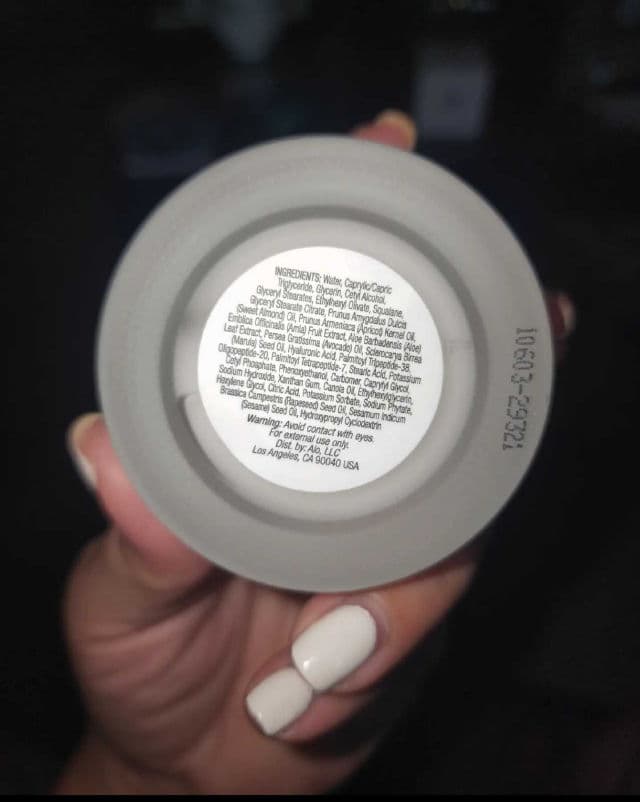 INGREDIENTS: Water, Caprylic/Capric
Triglyceride, Glycerin, Cetyl Alcohol,
Glyceryl Stearates, Ethylhexyl Olivate, Squalane,
Glyceryl Stearate Citrate, Prunus Amygdalus Dulcis
(Sweet Almond) Oil, Prunus Armeniaca (Apricot) Kernel Oil,
Emblica Officinalis (Amla) Fruit Extract, Aloe Barbadensis (Aloe)
Leaf Extract, Persea Gratissima (Avocado) Oil, Sclerocarya Birrea
(Marula) Seed Oil, Hyaluronic Acid, Palmitoyl Tripeptide-38,
Oligopeptide-20, Palmitoyl Tetrapeptide-7, Stearic Acid, Potassium
Cetyl Phosphate, Phenoxyethanol, Carbomer, Caprylyl Glycol,
Sodium Hydroxide, Xanthan Gum, Canola Oil, Ethylhexylglycerin,
Hexylene Glycol, Citric Acid, Potassium Sorbate, Sodium Phytate,
Brassica Campestris (Rapeseed) Seed Oil, Sesamum Indicum
(Sesame) Seed Oil, Hydroxypropyl Cyclodextrin
Warning: Avoid contact with eyes.
For external use only.
Dist. by: Alo, LLC
Los Angeles, CA 90040 USA
10603-29321